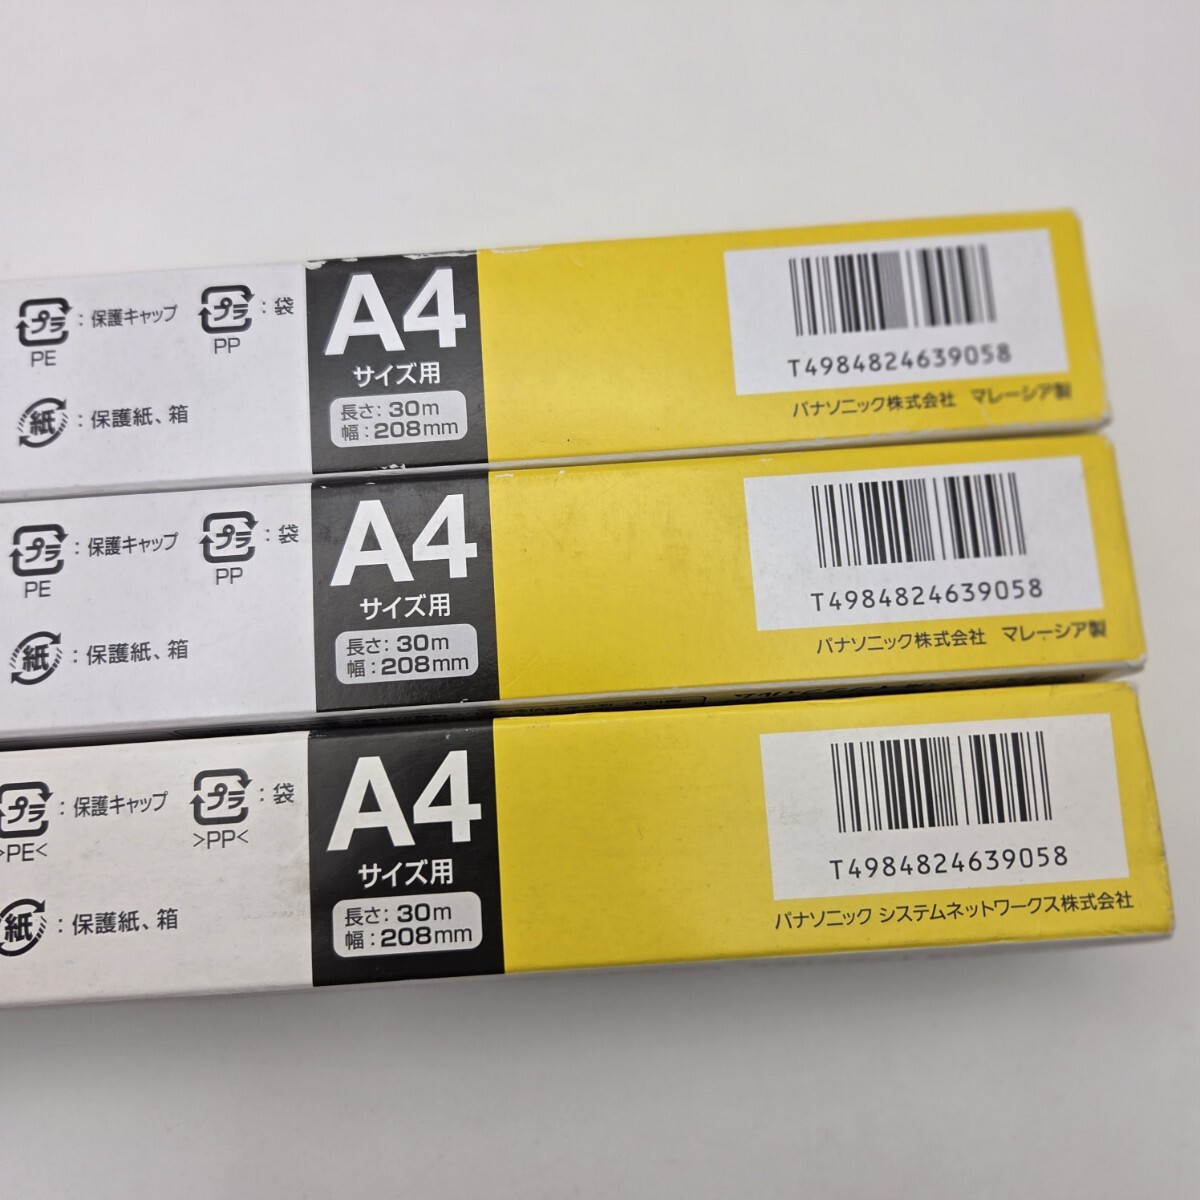 プラ : 保護キャップ プラ : 袋
PE PP
紙 : 保護紙、箱
A4
サイズ用
長さ: 30m
幅: 208mm
T4984824639058
パナソニック株式会社 マレーシア製
プラ : 保護キャップ プラ : 袋
PE PP
紙 : 保護紙、箱
A4
サイズ用
長さ: 30m
幅: 208mm
T4984824639058
パナソニック株式会社 マレーシア製
プラ : 保護キャップ プラ : 袋
>PE< >PP<
紙 : 保護紙、箱
A4
サイズ用
長さ: 30m
幅: 208mm
T4984824639058
パナソニック システムネットワークス株式会社